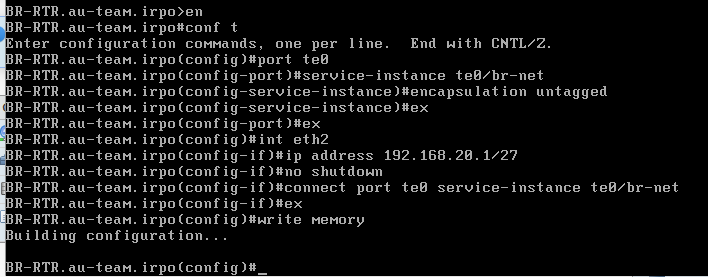 BR-RTR.au-team.irpo>en
BR-RTR.au-team.irpo#conf t
Enter configuration commands, one per line.  End with CNTL/Z.
BR-RTR.au-team.irpo(config)#port te0
BR-RTR.au-team.irpo(config-port)#service-instance te0/br-net
BR-RTR.au-team.irpo(config-service-instance)#encapsulation untagged
BR-RTR.au-team.irpo(config-service-instance)#ex
BR-RTR.au-team.irpo(config-port)#ex
BR-RTR.au-team.irpo(config)#int eth2
BR-RTR.au-team.irpo(config-if)#ip address 192.168.20.1/27
BR-RTR.au-team.irpo(config-if)#no shutdown
BR-RTR.au-team.irpo(config-if)#connect port te0 service-instance te0/br-net
BR-RTR.au-team.irpo(config-if)#ex
BR-RTR.au-team.irpo(config)#write memory
Building configuration...
BR-RTR.au-team.irpo(config)#_